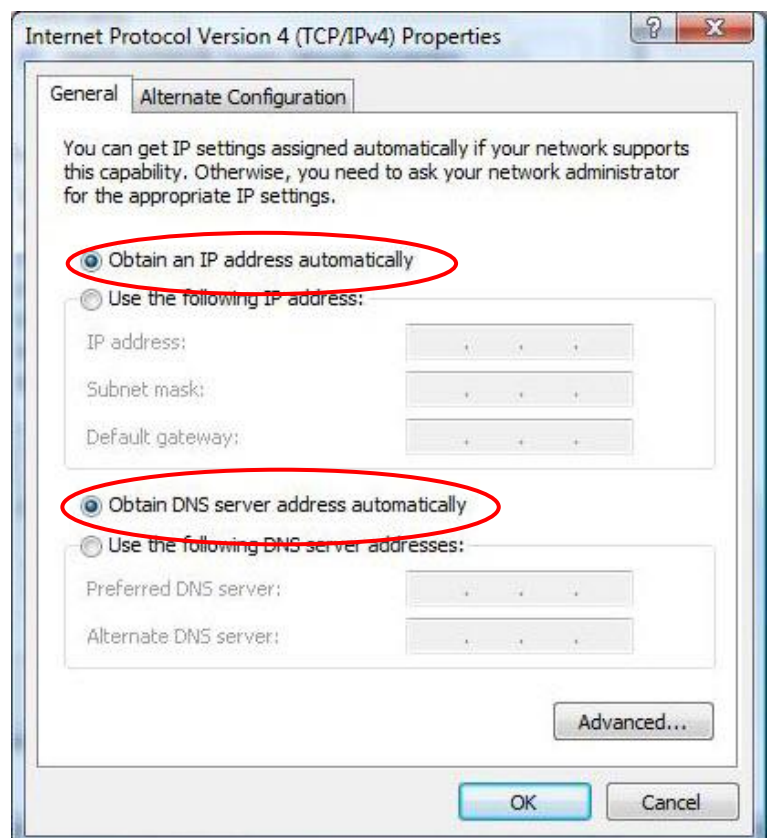 Internet Protocol Version 4 (TCP/IPv4) Properties
General
Alternate Configuration
You can get IP settings assigned automatically if your network supports
this capability. Otherwise, you need to ask your network administrator
for the appropriate IP settings.
Obtain an IP address automatically
Use the following IP address:
IP address:
Subnet mask:
Default gateway:
Obtain DNS server address automatically
Use the following DNS server addresses:
Preferred DNS server:
Alternate DNS server:
Advanced...
OK
Cancel